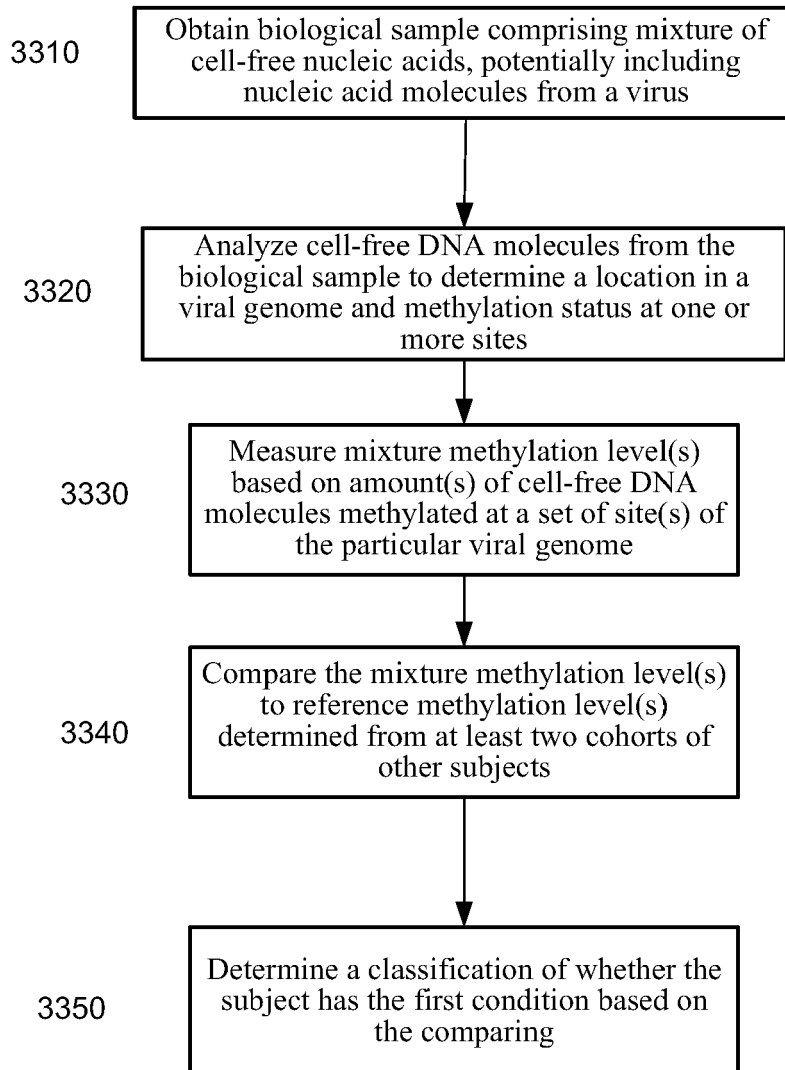 3310
Obtain biological sample comprising mixture of
cell-free nucleic acids, potentially including
nucleic acid molecules from a virus
3320
Analyze cell-free DNA molecules from the
biological sample to determine a location in a
viral genome and methylation status at one or
more sites
3330
Measure mixture methylation level(s)
based on amount(s) of cell-free DNA
molecules methylated at a set of site(s) of
the particular viral genome
3340
Compare the mixture methylation level(s)
to reference methylation level(s)
determined from at least two cohorts of
other subjects
3350
Determine a classification of whether the
subject has the first condition based on
the comparing